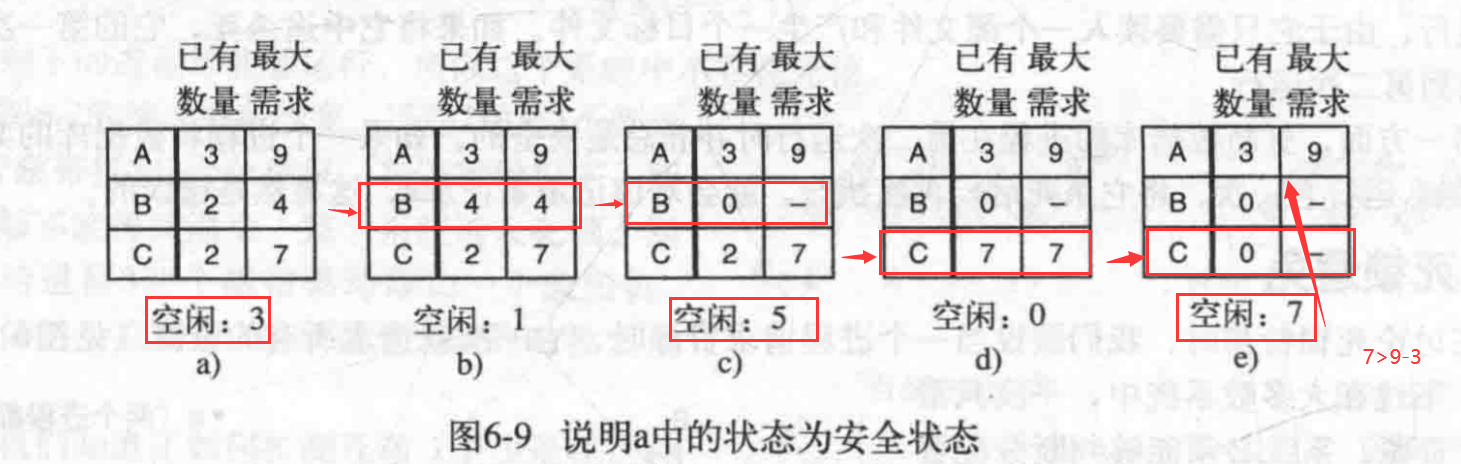 已有 最大
数量 需求
A 3 9
B 2 4
C 2 7
空闲：3
a)
已有 最大
数量 需求
A 3 9
B 4 4
C 2 7
空闲：1
b)
已有 最大
数量 需求
A 3 9
B 0 –
C 2 7
空闲：5
c)
已有 最大
数量 需求
A 3 9
B 0 –
C 7 7
空闲：0
d)
已有 最大
数量 需求
A 3 9
B 0 –
C 0
空闲：7
7>9-3
e)
图6-9 说明a中的状态为安全状态